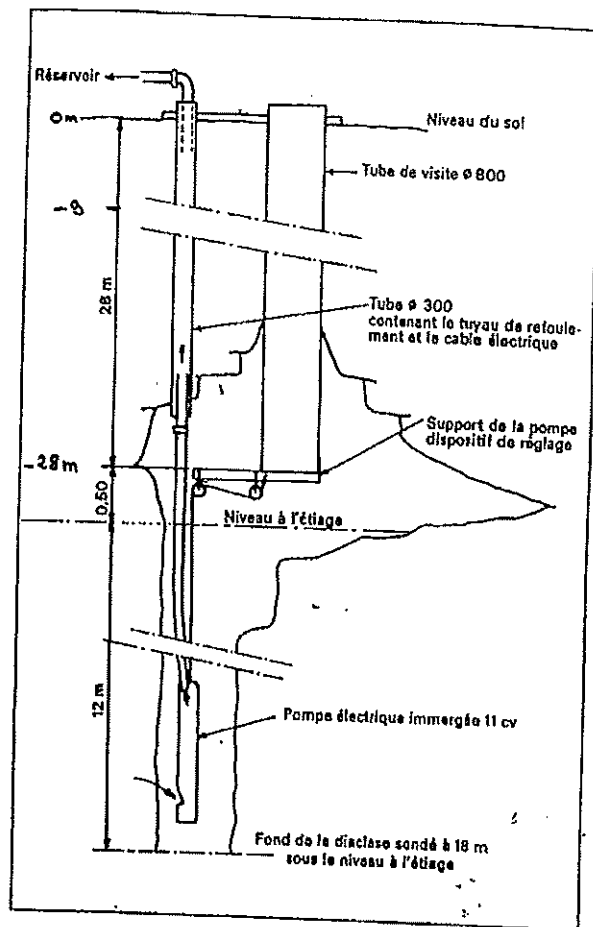 Réservoir
0m
Niveau du sol
Tube de visite ø 800
-9
28 m
Tube ø 300
contenant le tuyau de refoule-
ment et le cable électrique
Support de la pompe
dispositif de réglage
-28m
0,50
Niveau à l'étiage
12 m
Pompe électrique immergée 11 cv
Fond de la diaclase sondé à 18 m
sous le niveau à l'étiage